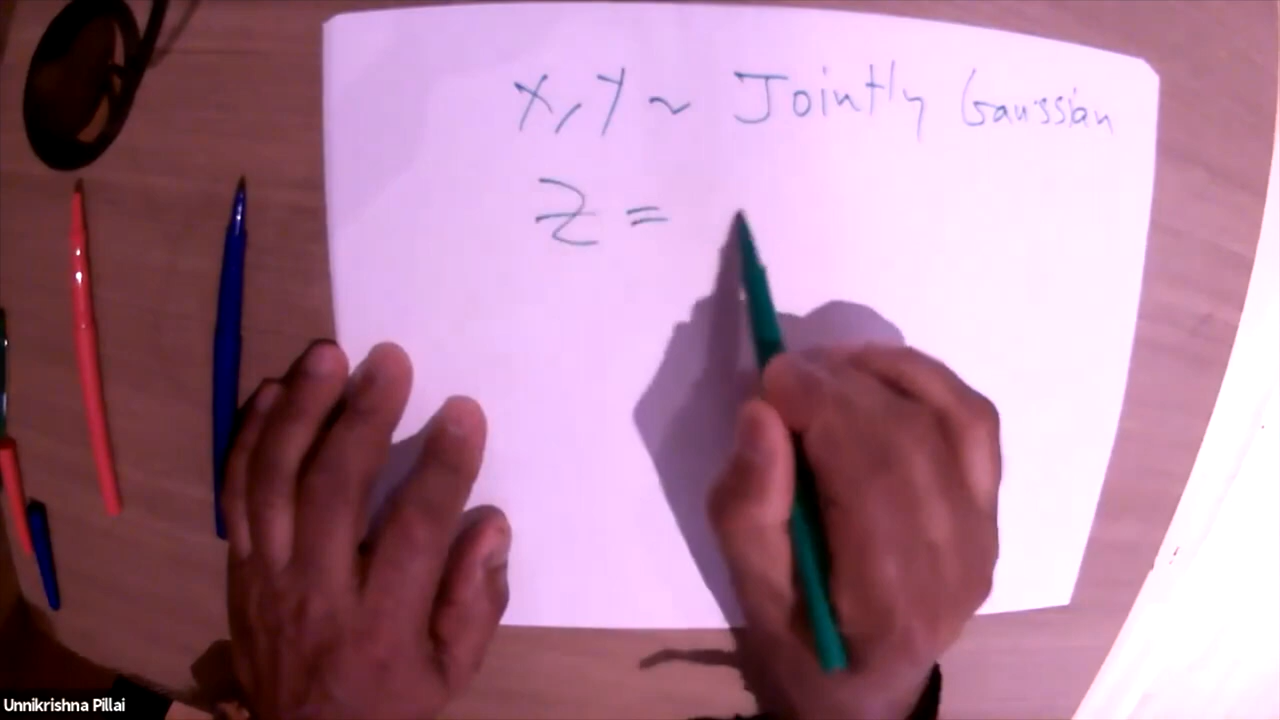 X, Y ~ Jointly Gaussian
Z =
Unnikrishna Pillai